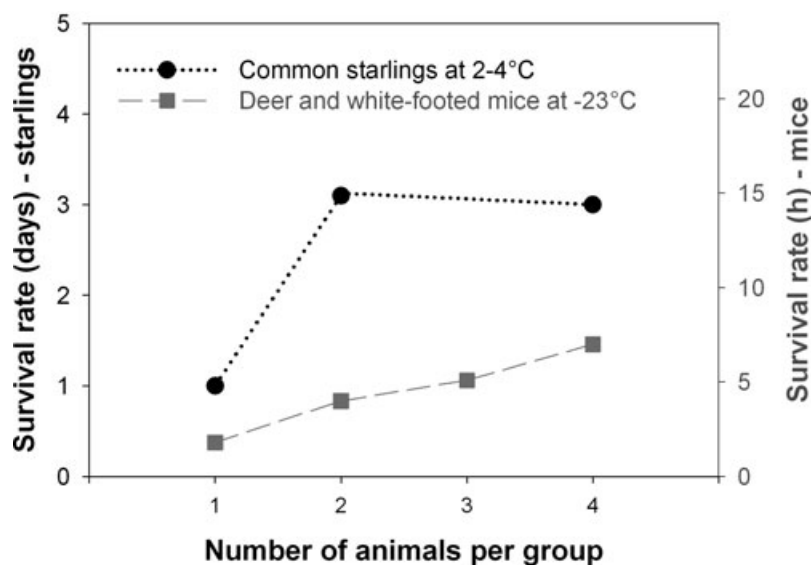 Common starlings at 2-4°C
Deer and white-footed mice at -23°C
Survival rate (days) - starlings
5
4
3
2
1
0
Survival rate (h) - mice
20
15
10
5
0
1 2 3 4
Number of animals per group